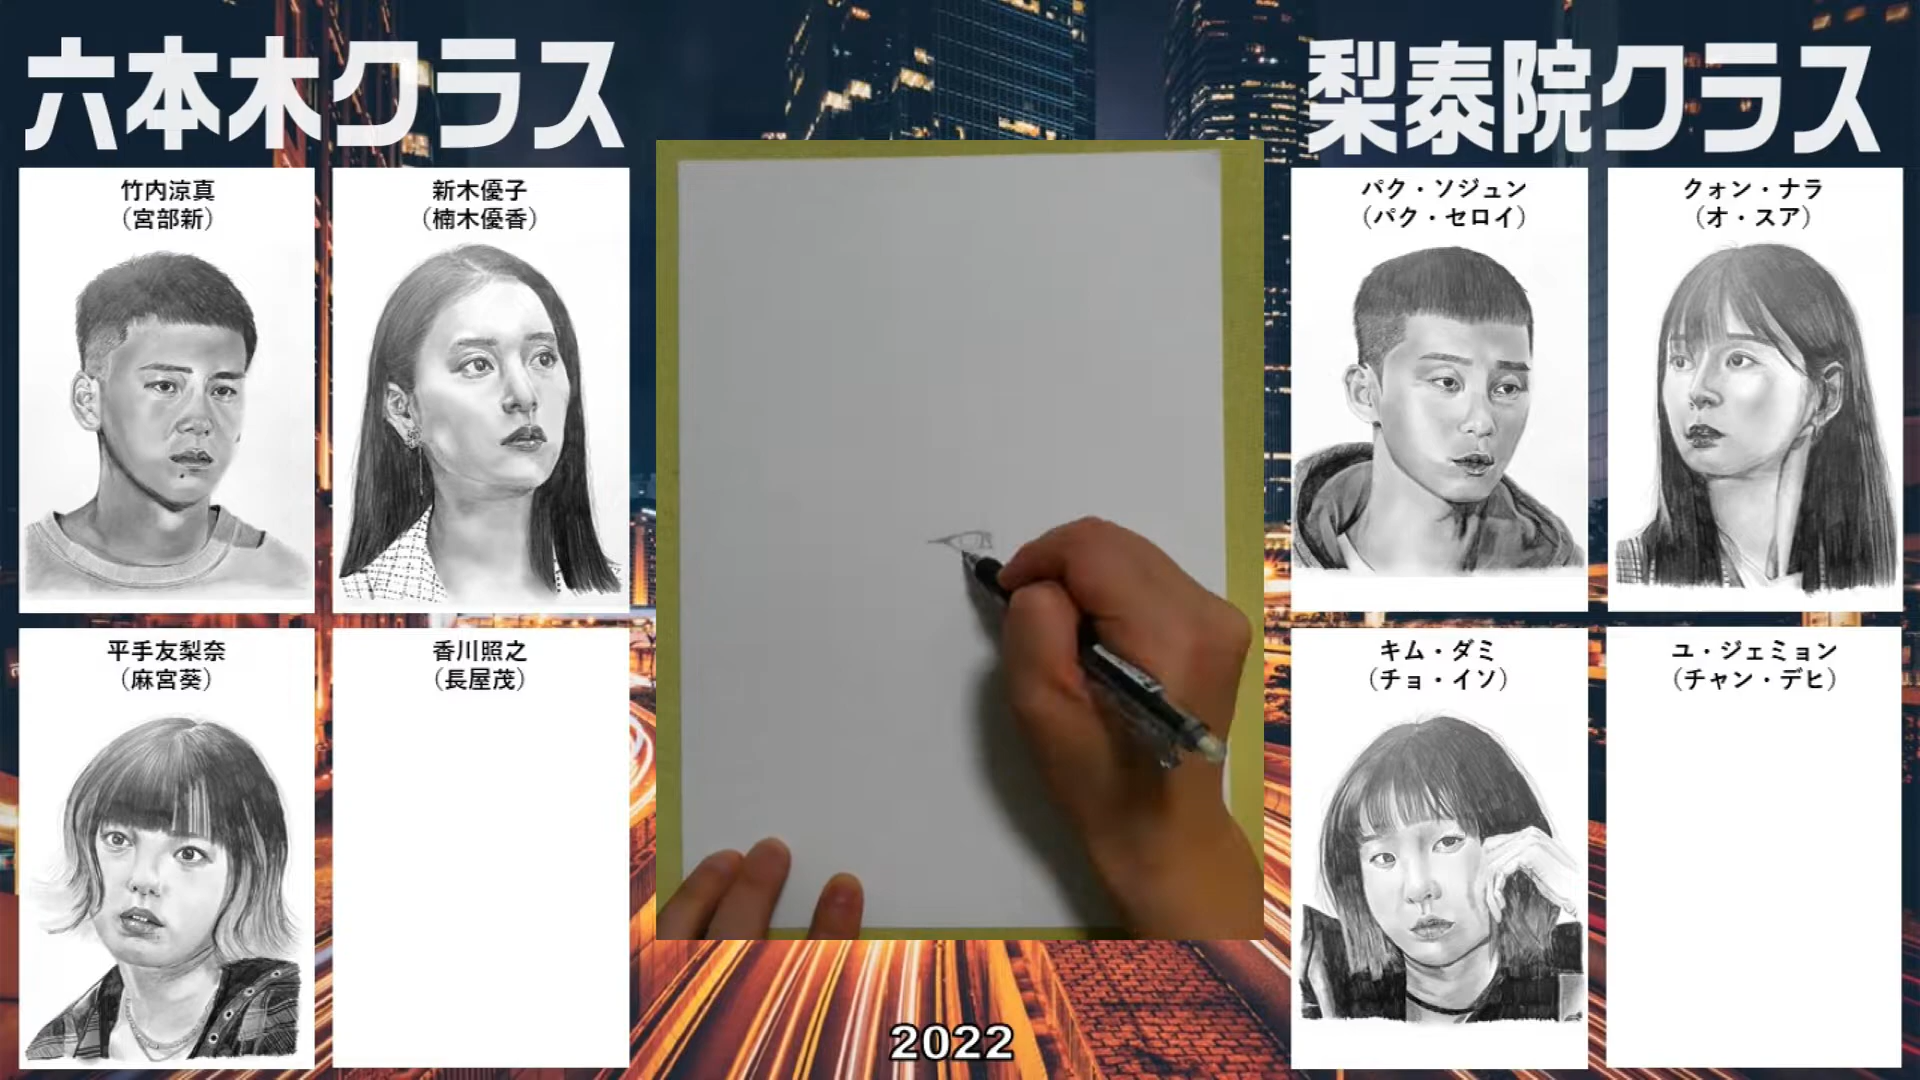 六本木クラス
竹内涼真
（宮部新）
新木優子
（楠木優香）
平手友梨奈
（麻宮葵）
香川照之
（長屋茂）
梨泰院クラス
パク・ソジュン
（パク・セロイ）
クォン・ナラ
（オ・スア）
キム・ダミ
（チョ・イソ）
ユ・ジェミョン
（チャン・デヒ）
2022